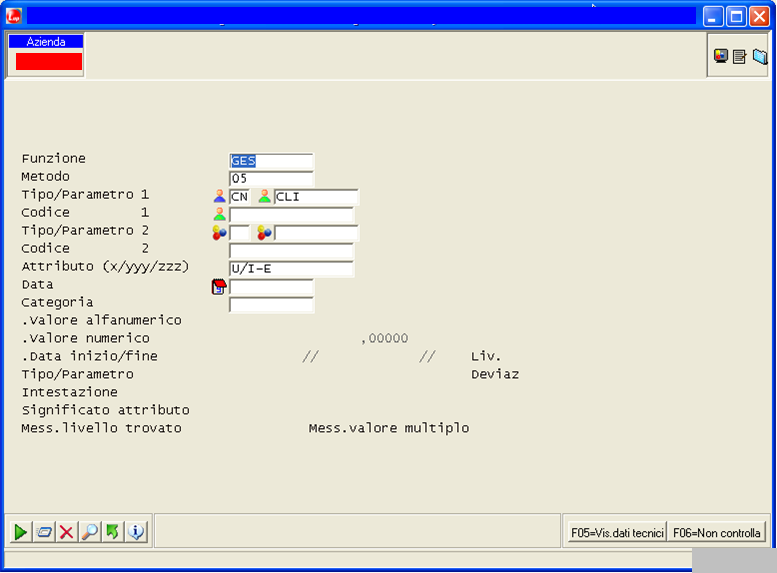 Azienda
Funzione GES
Metodo 05
Tipo/Parametro 1 CN CLI
Codice 1
Tipo/Parametro 2
Codice 2
Attributo (x/yyy/zzz) U/I-E
Data
Categoria
.Valore alfanumerico
.Valore numerico ,00000
.Data inizio/fine // // Liv.
Tipo/Parametro Deviaz
Intestazione
Significato attributo
Mess.livello trovato Mess.valore multiplo
F05=Vis.dati tecnici F06=Non controlla